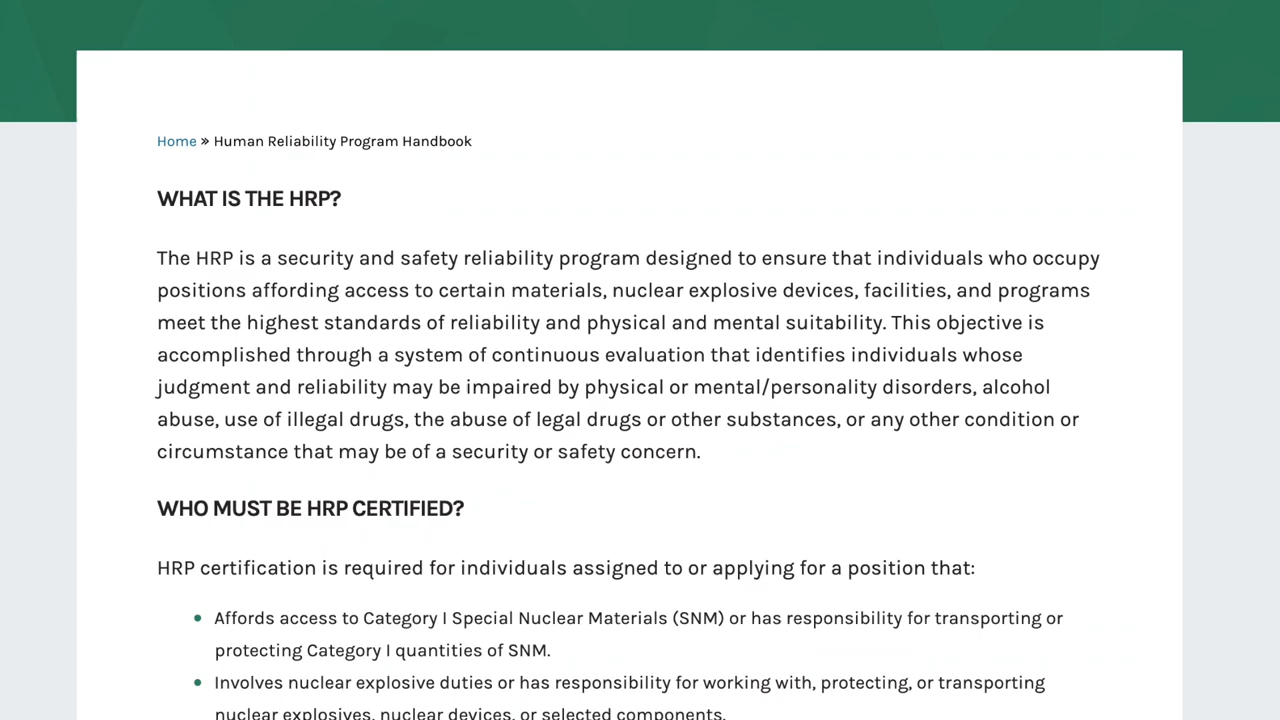 Home » Human Reliability Program Handbook
WHAT IS THE HRP?
The HRP is a security and safety reliability program designed to ensure that individuals who occupy
positions affording access to certain materials, nuclear explosive devices, facilities, and programs
meet the highest standards of reliability and physical and mental suitability. This objective is
accomplished through a system of continuous evaluation that identifies individuals whose
judgment and reliability may be impaired by physical or mental/personality disorders, alcohol
abuse, use of illegal drugs, the abuse of legal drugs or other substances, or any other condition or
circumstance that may be of a security or safety concern.
WHO MUST BE HRP CERTIFIED?
HRP certification is required for individuals assigned to or applying for a position that:
• Affords access to Category I Special Nuclear Materials (SNM) or has responsibility for transporting or
protecting Category I quantities of SNM.
• Involves nuclear explosive duties or has responsibility for working with, protecting, or transporting
nuclear explosives, nuclear devices, or selected components.